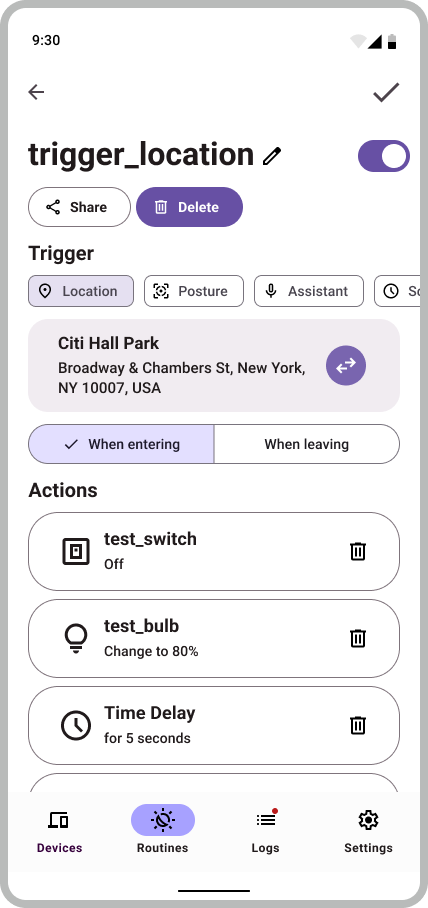 9:30
trigger_location
Share
Delete
Trigger
Location
Posture
Assistant
Citi Hall Park
Broadway & Chambers St, New York,
NY 10007, USA
When entering
When leaving
Actions
test_switch
Off
test_bulb
Change to 80%
Time Delay
for 5 seconds
Devices
Routines
Logs
Settings